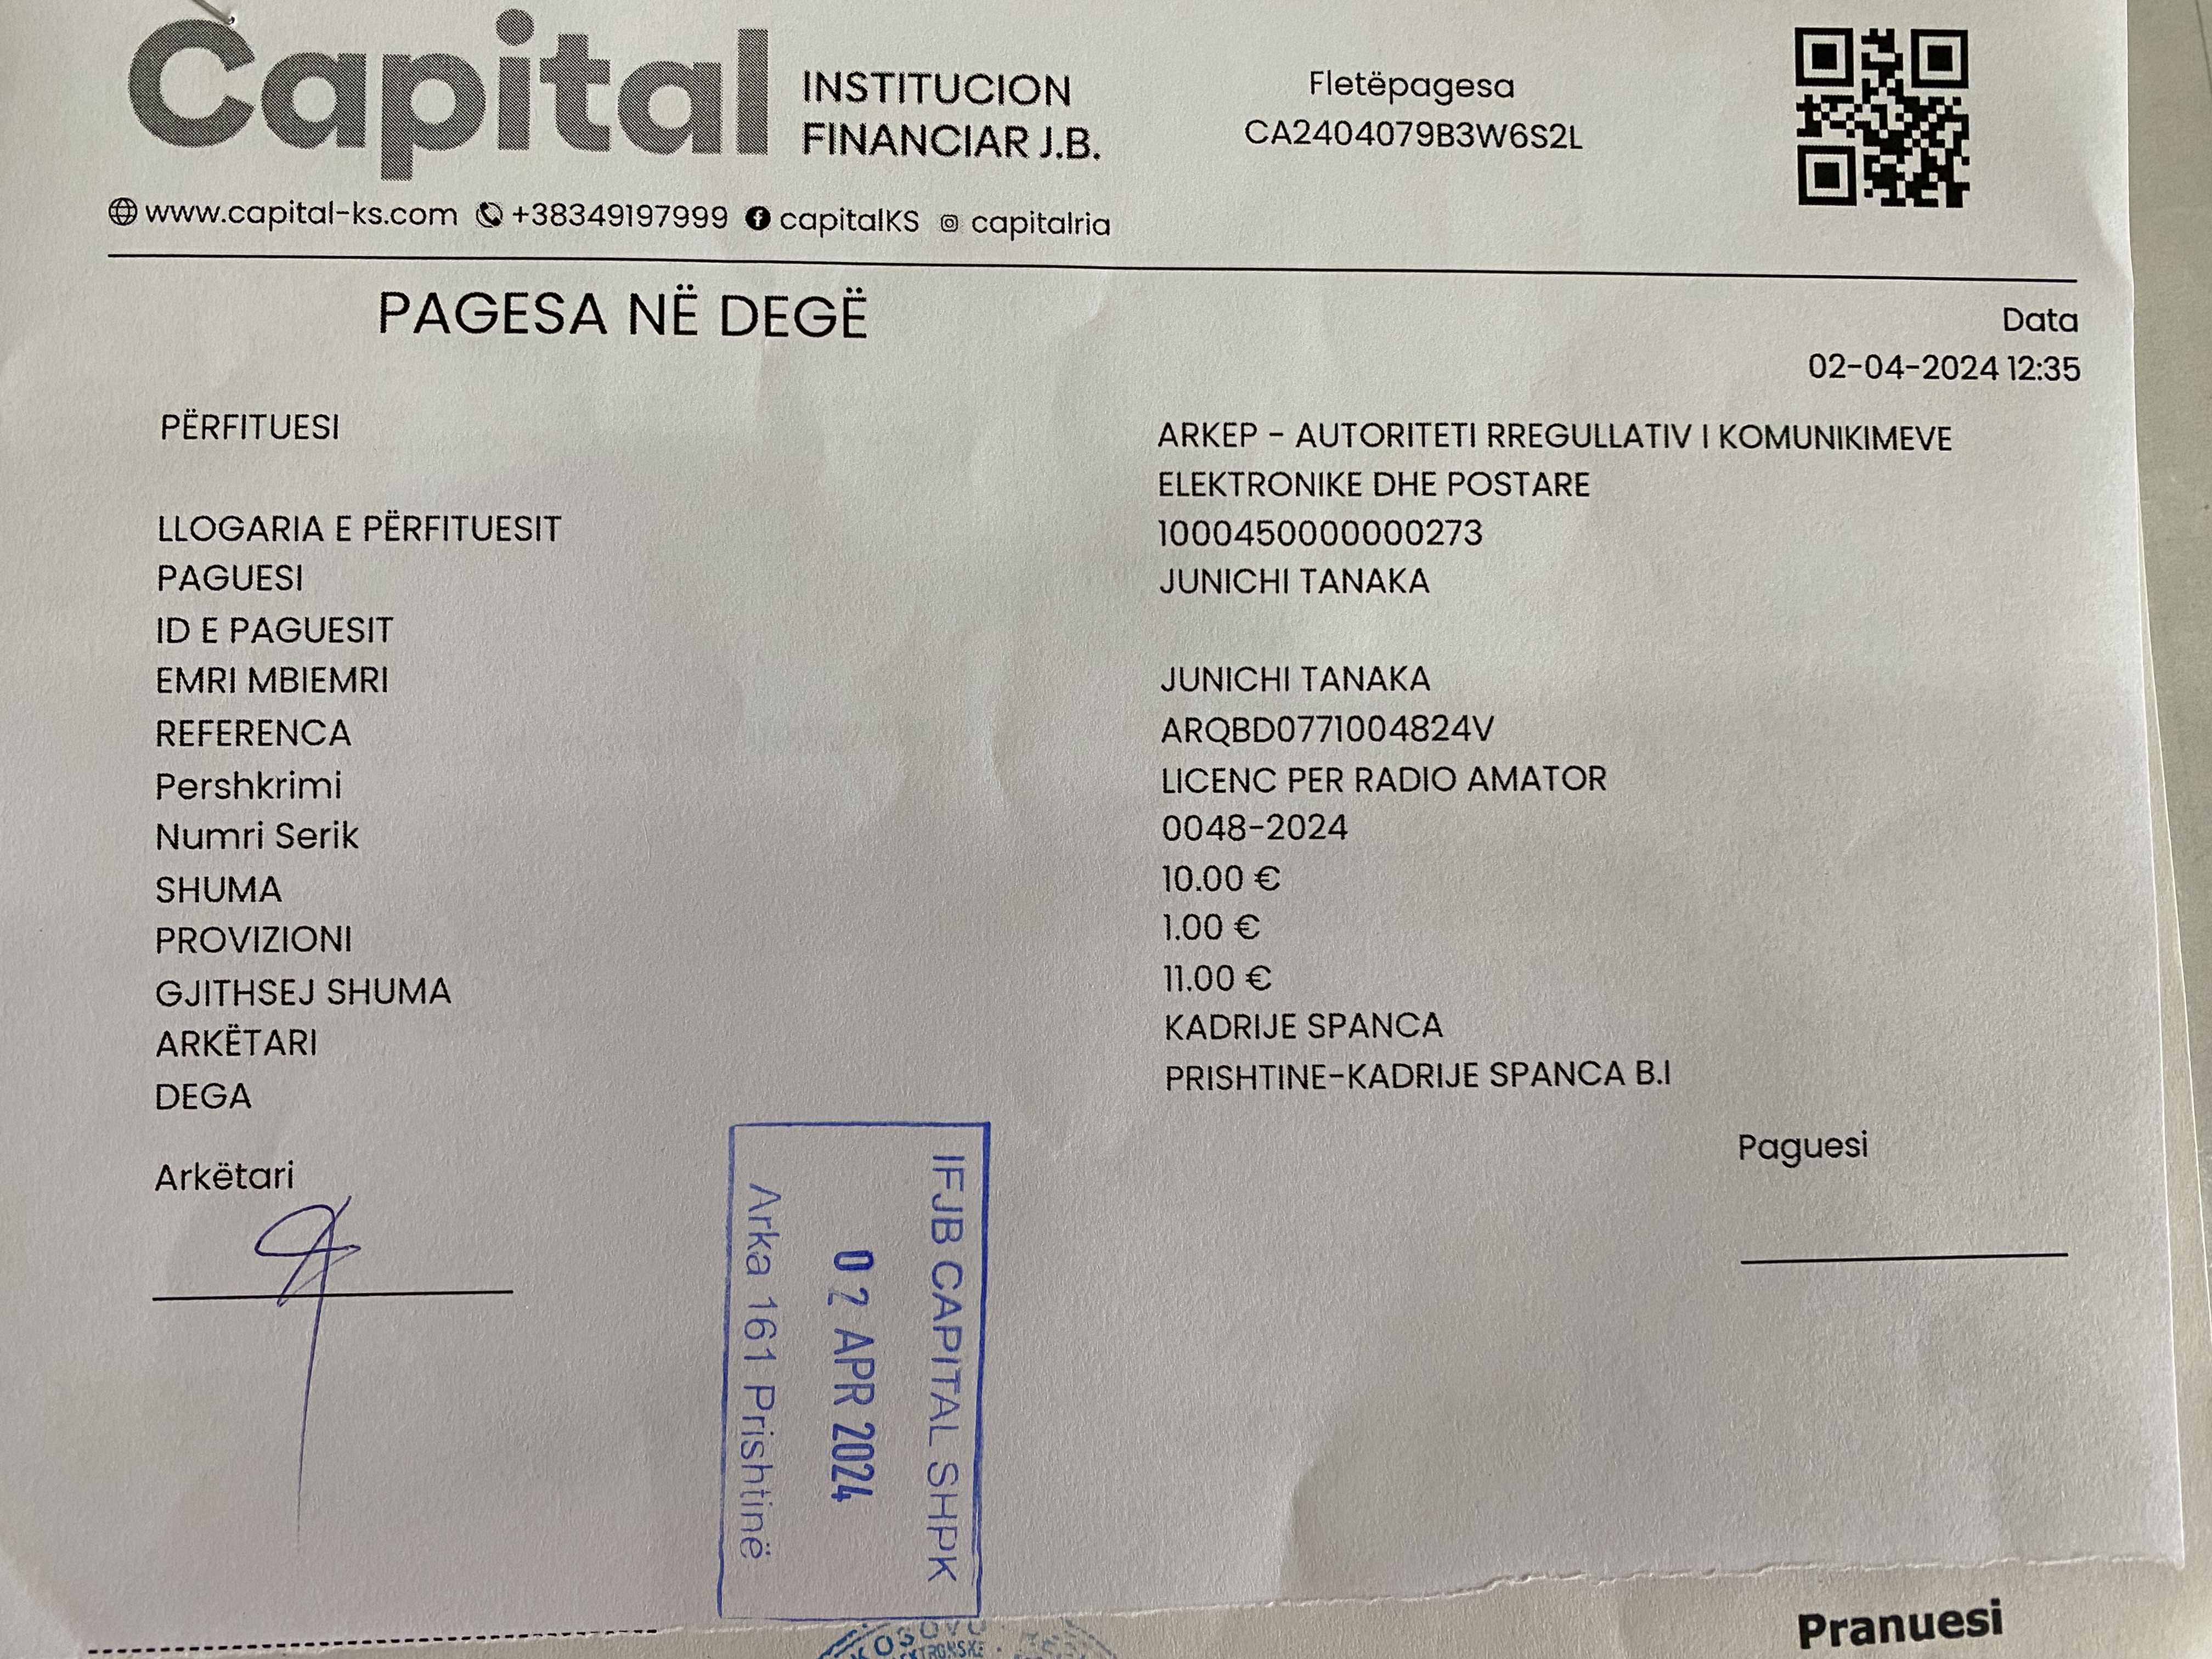 Capital
INSTITUCION
FINANCIAR J.B.
Fletëpagesa
CA2404079B3W6S2L
www.capital-ks.com +38349197999 capitalKS capitalria
PAGESA NË DEGË
Data
02-04-2024 12:35
PËRFITUESI ARKEP - AUTORITETI RREGULLATIV I KOMUNIKIMEVE
ELEKTRONIKE DHE POSTARE
LLOGARIA E PËRFITUESIT 1000450000000273
PAGUESI JUNICHI TANAKA
ID E PAGUESIT
EMRI MBIEMRI JUNICHI TANAKA
REFERENCA ARQBD0771004824V
Pershkrimi LICENC PER RADIO AMATOR
Numri Serik 0048-2024
SHUMA 10.00 €
PROVIZIONI 1.00 €
GJITHSEJ SHUMA 11.00 €
ARKËTARI KADRIJE SPANCA
DEGA PRISHTINE-KADRIJE SPANCA B.I
Arkëtari
Paguesi
IFJB CAPITAL SHPK
02 APR 2024
Arka 161 Prishtinë
Pranuesi